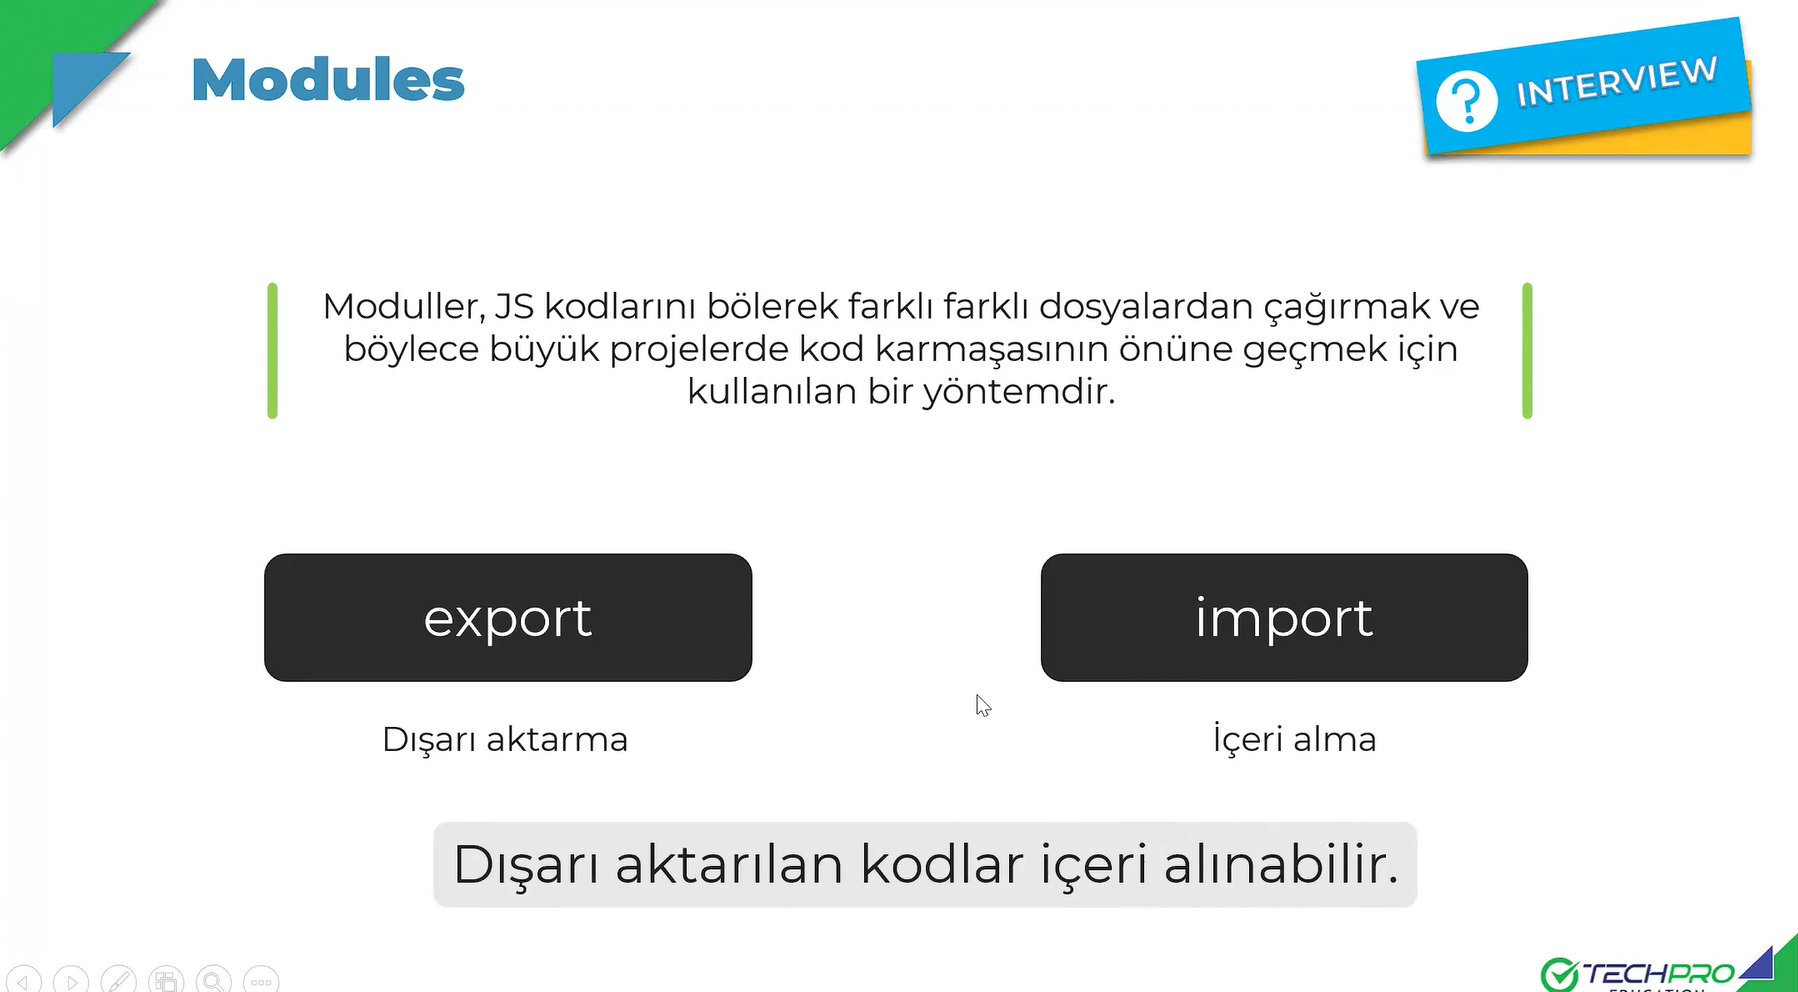 Modules
INTERVIEW
Moduller, JS kodlarını bölerek farklı farklı dosyalardan çağırmak ve
böylece büyük projelerde kod karmaşasının önüne geçmek için
kullanılan bir yöntemdir.
export
import
Dışarı aktarma
İçeri alma
Dışarı aktarılan kodlar içeri alınabilir.
TECHPRO
EDUCATION